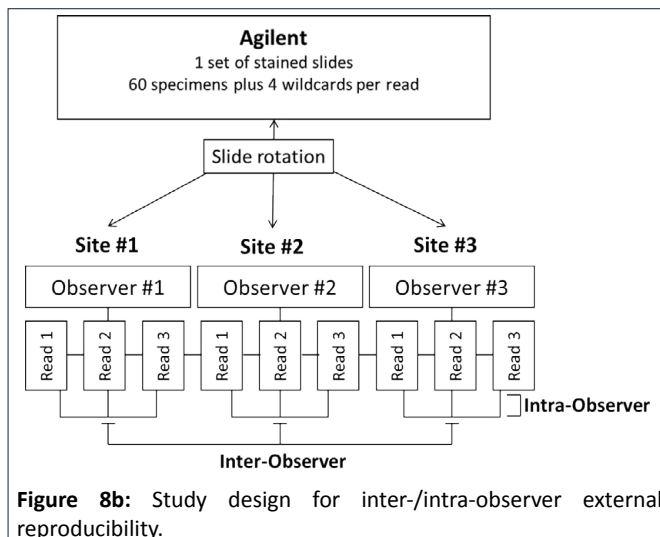 Agilent
1 set of stained slides
60 specimens plus 4 wildcards per read
Slide rotation
Site #1 Site #2 Site #3
Observer #1 Observer #2 Observer #3
Read 1 Read 2 Read 3 Read 1 Read 2 Read 3 Read 1 Read 2 Read 3
Intra-Observer
Inter-Observer
Figure 8b: Study design for inter-/intra-observer external
reproducibility.